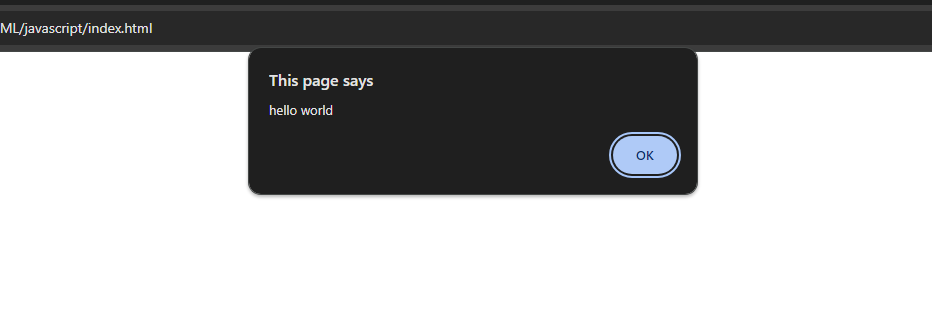 ML/javascript/index.html
This page says
hello world
OK